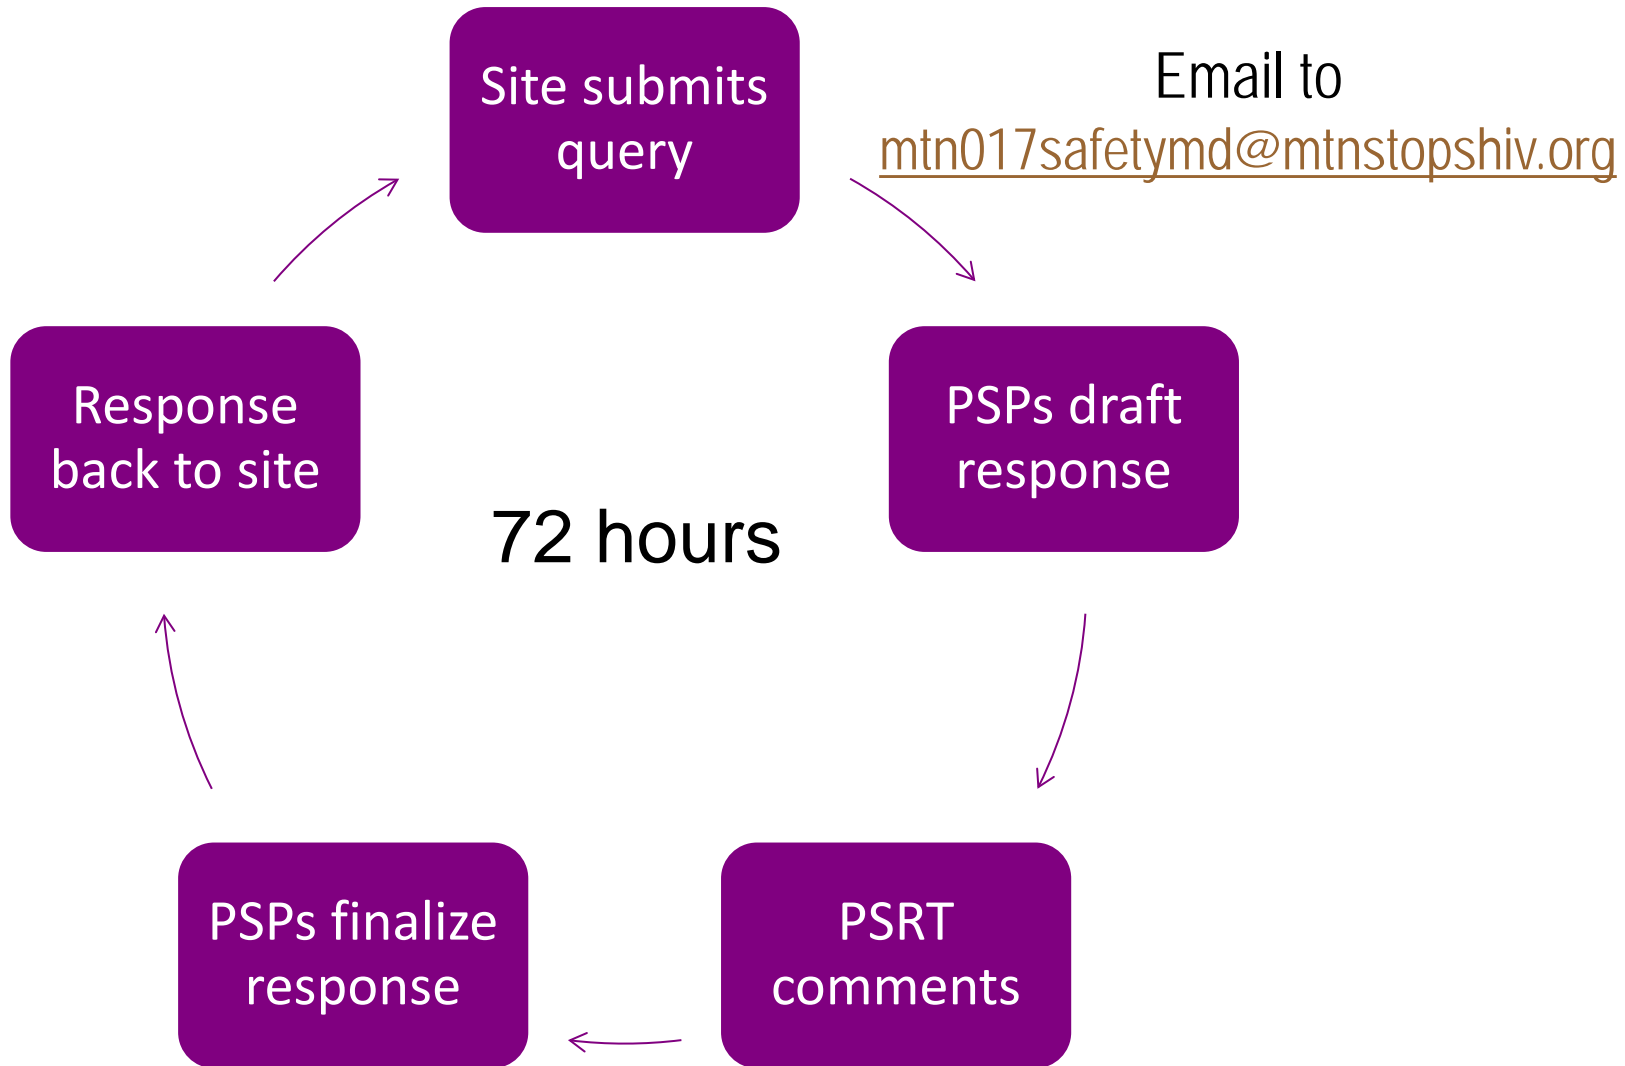 Site submits
query
Email to
mtn017safetymd@mtnstopshiv.org
PSPs draft
response
PSRT
comments
PSPs finalize
response
Response
back to site
72 hours